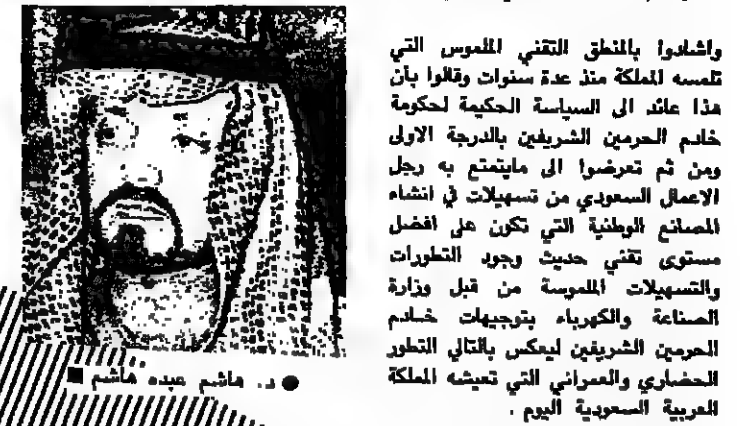 واشادوا بالمنطق التقني الملموس التي
تلمسه المملكة منذ عدة سنوات وقالوا بأن
هذا عائد الى السياسة الحكيمة لحكومة
خادم الحرمين الشريفين بالدرجة الاولى
ومن ثم تعرضوا الى مايتمتع به رجل
الاعمال السعودي من تسهيلات في انشاء
المصانع الوطنية التي تكون على افضل
مستوى تقني حديث وجود التطورات
والتسهيلات الملموسة من قبل وزارة
الصناعة والكهرباء بتوجيهات خادم
الحرمين الشريفين ليعكس بالتالي التطور
الحضاري والعمراني التي تعيشه المملكة
العربية السعودية اليوم .
● د. هاشم عبده هاشم ■